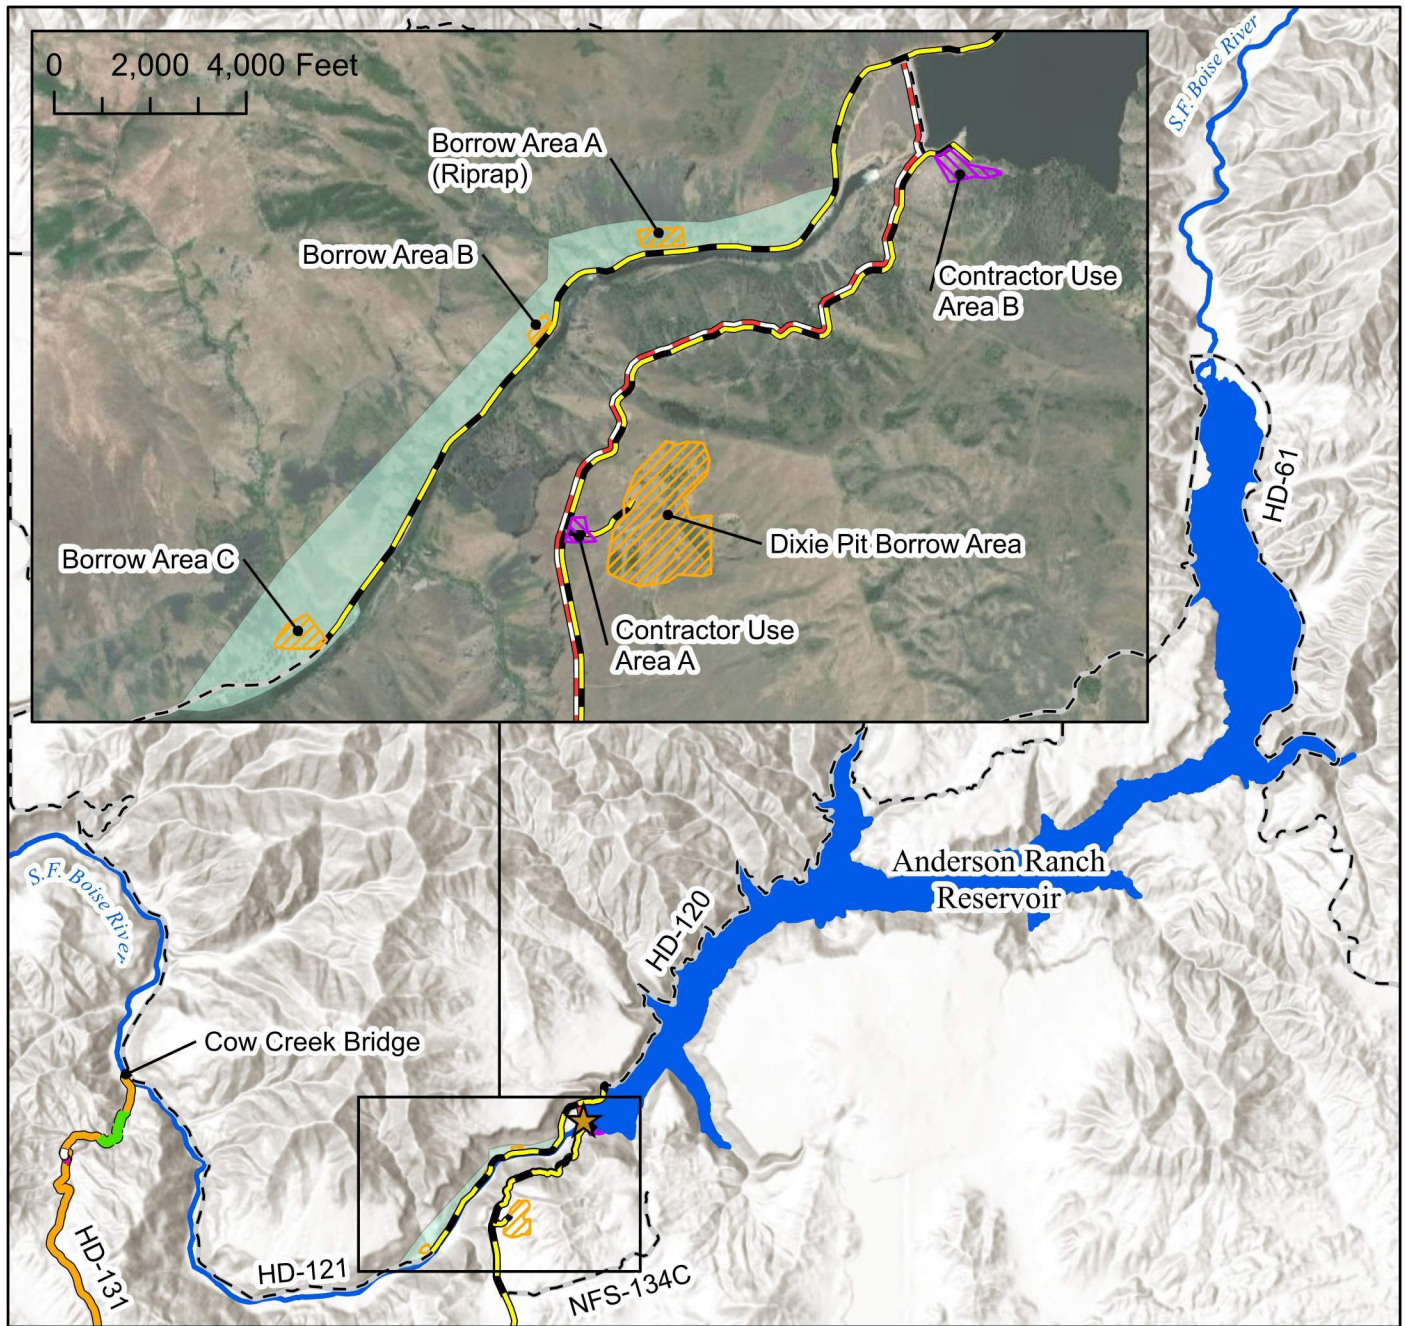 S.F. Boise River
0 2,000 4,000 Feet
Borrow Area A
(Riprap)
Borrow Area B
Contractor Use
Area B
HD-61
Dixie Pit Borrow Area
Borrow Area C
Contractor Use
Area A
Anderson Ranch
Reservoir
S.F. Boise River
HD-120
Cow Creek Bridge
HD-131
HD-121
NFS-134C